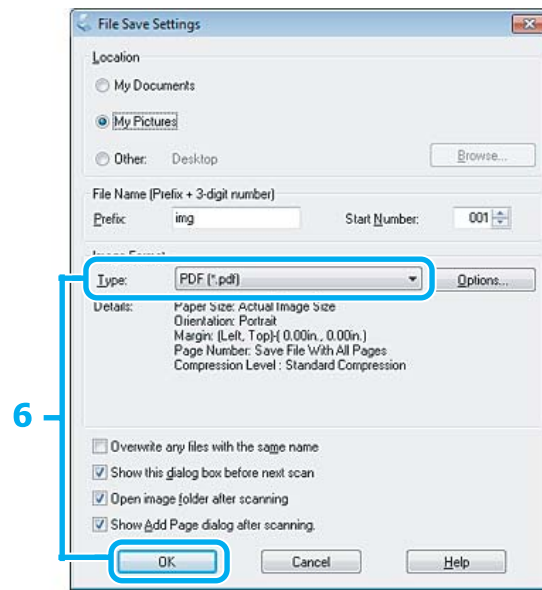 File Save Settings
Location
My Documents
My Pictures
Other: Desktop Browse...
File Name (Prefix + 3-digit number)
Prefix: img Start Number: 001
Image Format
Type: PDF (*.pdf) Options...
Details: Paper Size: Actual Image Size
Orientation: Portrait
Margin: (Left, Top)-( 0.00in., 0.00in.)
Page Number: Save File With All Pages
Compression Level : Standard Compression
6
Overwrite any files with the same name
Show this dialog box before next scan
Open image folder after scanning
Show Add Page dialog after scanning.
OK Cancel Help